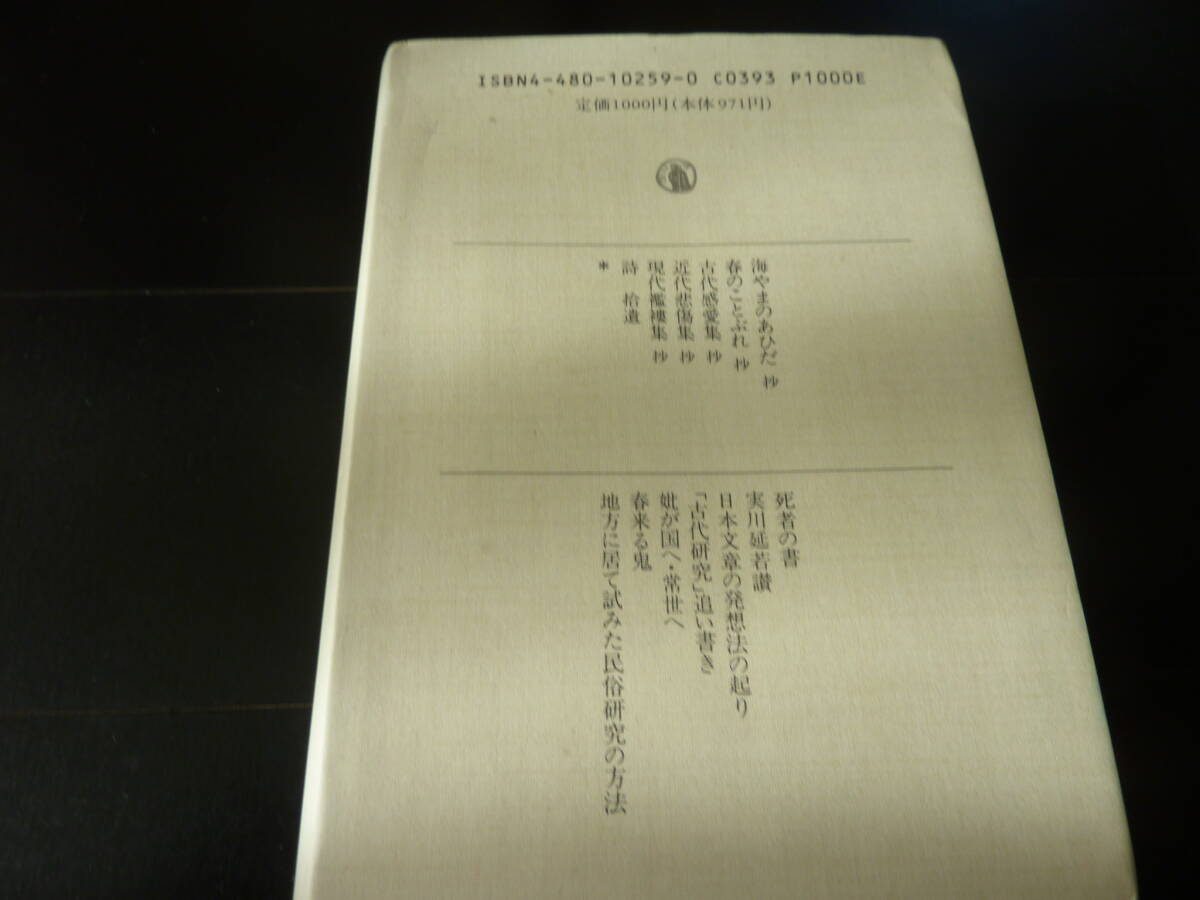 ISBN4-480-10259-0 C0393 P1000E
定価1000円(本体971円)
海やまのあひだ 抄
春のことぶれ 抄
古代感愛集 抄
近代悲傷集 抄
現代襤褸集 抄
詩 拾遺
*
死者の書
実川延若讃
日本文章の発想法の起り
「古代研究」追い書き
妣が国へ・常世へ
春来る鬼
地方に居て試みた民俗研究の方法